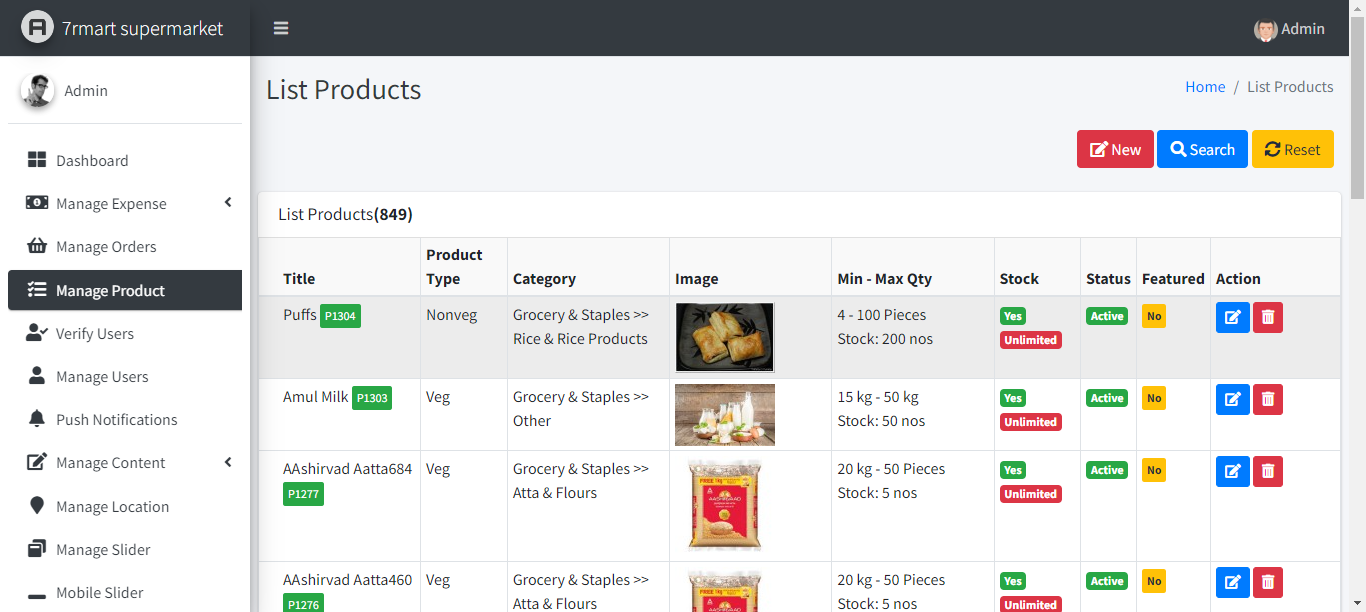 7rmart supermarket
Admin
Admin
Dashboard
Manage Expense
Manage Orders
Manage Product
Verify Users
Manage Users
Push Notifications
Manage Content
Manage Location
Manage Slider
Mobile Slider
List Products
Home / List Products
New Search Reset
List Products(849)
Title Product Type Category Image Min - Max Qty Stock Status Featured Action
Puffs P1304 Nonveg Grocery & Staples >> 4 - 100 Pieces Yes Active No
Rice & Rice Products Stock: 200 nos Unlimited
Amul Milk P1303 Veg Grocery & Staples >> 15 kg - 50 kg Yes Active No
Other Stock: 50 nos Unlimited
AAshirvad Aatta684 Veg Grocery & Staples >> 20 kg - 50 Pieces Yes Active No
P1277 Atta & Flours Stock: 5 nos Unlimited
AAshirvad Aatta460 Veg Grocery & Staples >> 20 kg - 50 Pieces Yes Active No
P1276 Atta & Flours Stock: 5 nos Unlimited